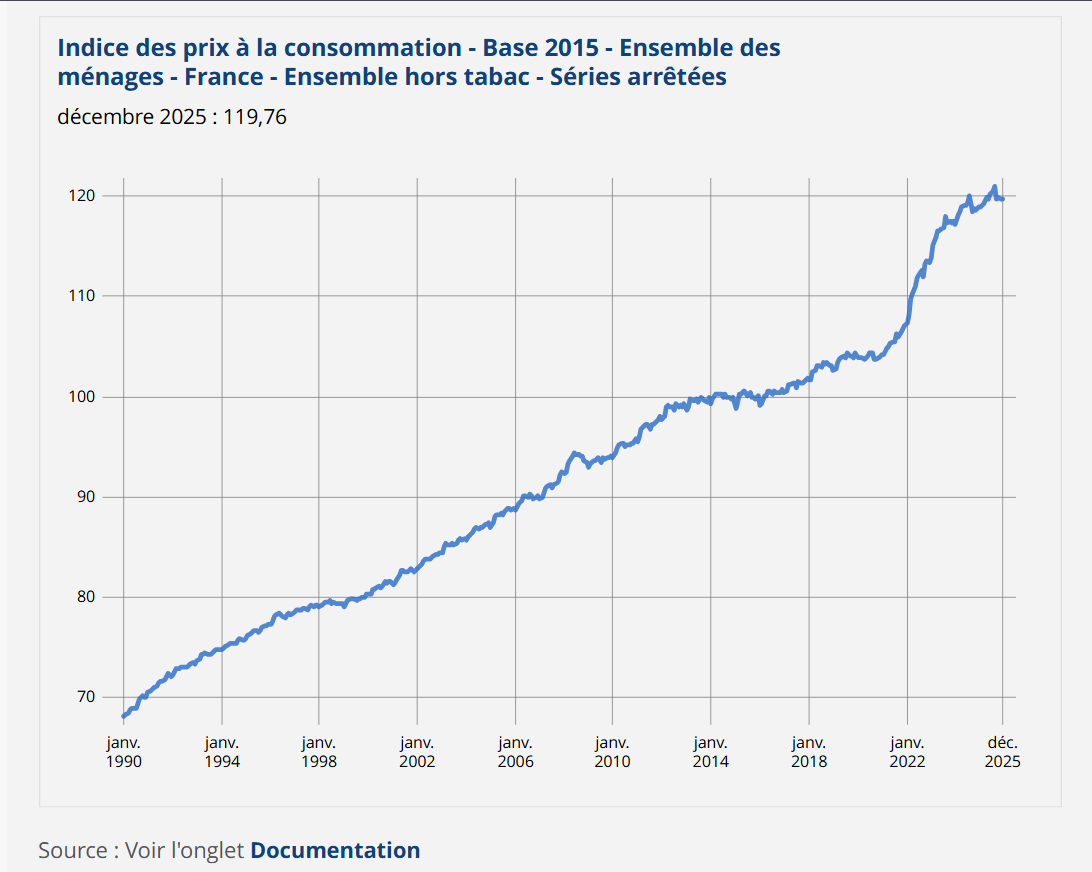 Indice des prix à la consommation - Base 2015 - Ensemble des
ménages - France - Ensemble hors tabac - Séries arrêtées
décembre 2025 : 119,76
120
110
100
90
80
70
janv. janv. janv. janv. janv. janv. janv. janv. janv. déc.
1990 1994 1998 2002 2006 2010 2014 2018 2022 2025
Source : Voir l'onglet Documentation